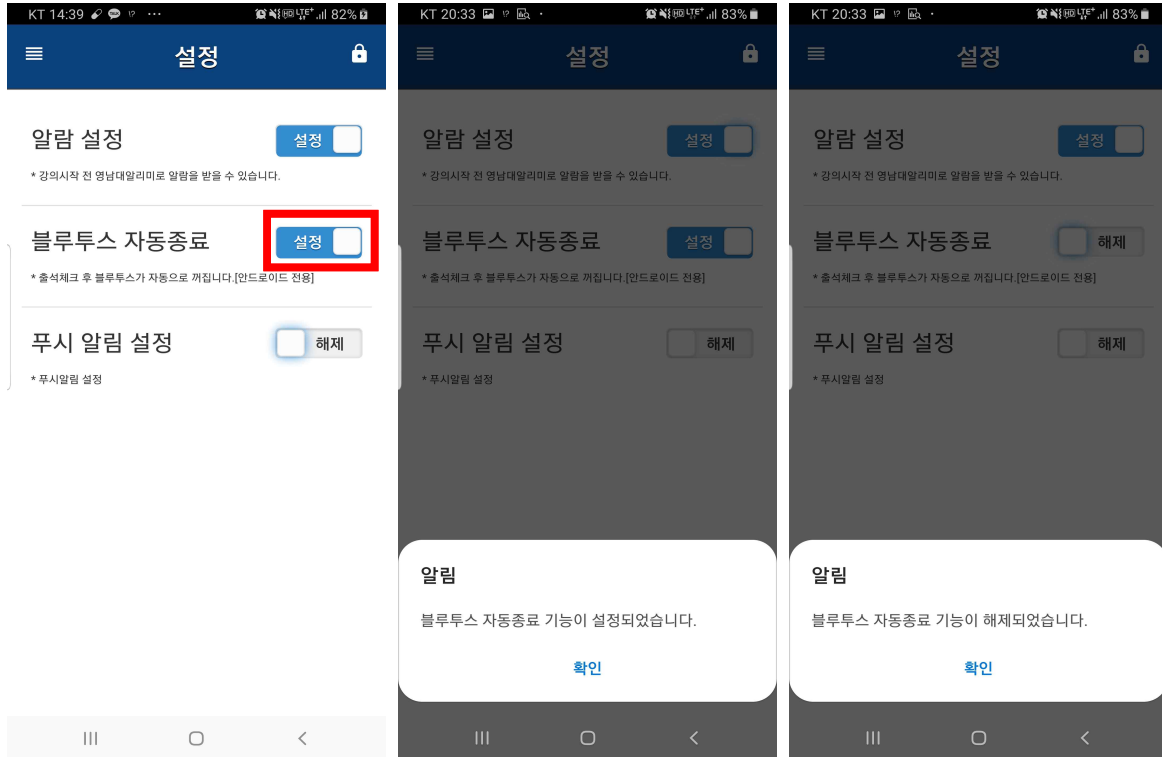 KT 14:39 !? ··· HD LTE+ 82%
설정
알람 설정 설정
* 강의시작 전 영남대알리미로 알람을 받을 수 있습니다.
블루투스 자동종료 설정
* 출석체크 후 블루투스가 자동으로 꺼집니다.[안드로이드 전용]
푸시 알림 설정 해제
* 푸시알림 설정
KT 20:33 !? · HD LTE+ 83%
설정
알람 설정 설정
* 강의시작 전 영남대알리미로 알람을 받을 수 있습니다.
블루투스 자동종료 설정
* 출석체크 후 블루투스가 자동으로 꺼집니다.[안드로이드 전용]
푸시 알림 설정 해제
* 푸시알림 설정
알림
블루투스 자동종료 기능이 설정되었습니다.
확인
KT 20:33 !? · HD LTE+ 83%
설정
알람 설정 설정
* 강의시작 전 영남대알리미로 알람을 받을 수 있습니다.
블루투스 자동종료 해제
* 출석체크 후 블루투스가 자동으로 꺼집니다.[안드로이드 전용]
푸시 알림 설정 해제
* 푸시알림 설정
알림
블루투스 자동종료 기능이 해제되었습니다.
확인